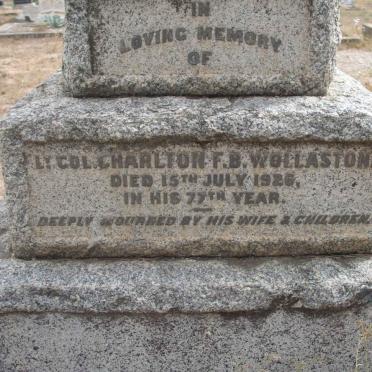 IN
LOVING MEMORY
OF
LT COL. CHARLTON F.B. WOLLASTON
DIED 15TH JULY 1926,
IN HIS 77TH YEAR.
DEEPLY MOURNED BY HIS WIFE & CHILDREN.